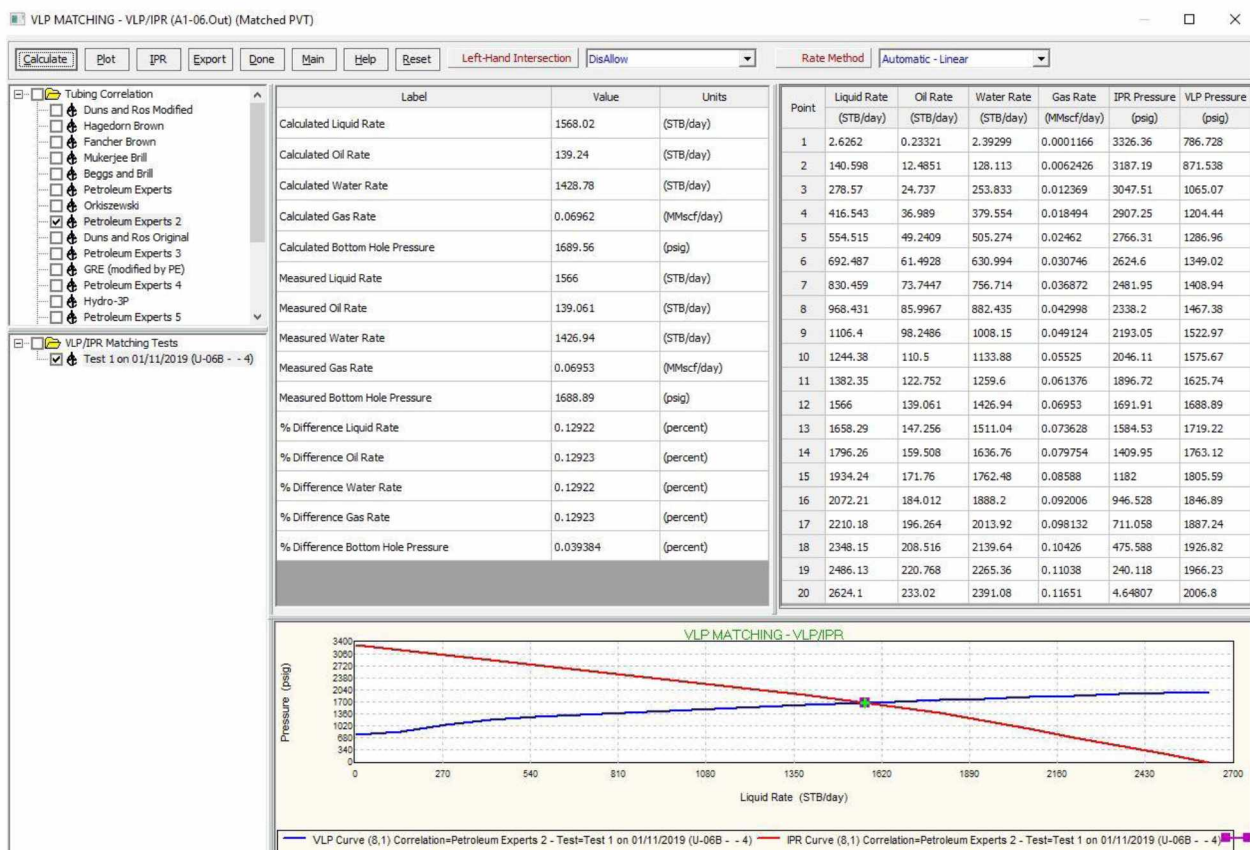 VLP MATCHING - VLP/IPR (A1-06.Out) (Matched PVT)
Calculate Plot IPR Export Done Main Help Reset Left-Hand Intersection DisAllow Rate Method Automatic - Linear
Tubing Correlation
Duns and Ros Modified
Hagedorn Brown
Fancher Brown
Mukerjee Brill
Beggs and Brill
Petroleum Experts
Orkiszewski
Petroleum Experts 2
Duns and Ros Original
Petroleum Experts 3
GRE (modified by PE)
Petroleum Experts 4
Hydro-3P
Petroleum Experts 5
VLP/IPR Matching Tests
Test 1 on 01/11/2019 (U-06B - - 4)
Label Value Units
Calculated Liquid Rate 1568.02 (STB/day)
Calculated Oil Rate 139.24 (STB/day)
Calculated Water Rate 1428.78 (STB/day)
Calculated Gas Rate 0.06962 (MMscf/day)
Calculated Bottom Hole Pressure 1689.56 (psig)
Measured Liquid Rate 1566 (STB/day)
Measured Oil Rate 139.061 (STB/day)
Measured Water Rate 1426.94 (STB/day)
Measured Gas Rate 0.06953 (MMscf/day)
Measured Bottom Hole Pressure 1688.89 (psig)
% Difference Liquid Rate 0.12922 (percent)
% Difference Oil Rate 0.12923 (percent)
% Difference Water Rate 0.12922 (percent)
% Difference Gas Rate 0.12923 (percent)
% Difference Bottom Hole Pressure 0.039384 (percent)
Point Liquid Rate Oil Rate Water Rate Gas Rate IPR Pressure VLP Pressure
(STB/day) (STB/day) (STB/day) (MMscf/day) (psig) (psig)
1 2.6262 0.23321 2.39299 0.0001166 3326.36 786.728
2 140.598 12.4851 128.113 0.0062426 3187.19 871.538
3 278.57 24.737 253.833 0.012369 3047.51 1065.07
4 416.543 36.989 379.554 0.018494 2907.25 1204.44
5 554.515 49.2409 505.274 0.02462 2766.31 1286.96
6 692.487 61.4928 630.994 0.030746 2624.6 1349.02
7 830.459 73.7447 756.714 0.036872 2481.95 1408.94
8 968.431 85.9967 882.435 0.042998 2338.2 1467.38
9 1106.4 98.2486 1008.15 0.049124 2193.05 1522.97
10 1244.38 110.5 1133.88 0.05525 2046.11 1575.67
11 1382.35 122.752 1259.6 0.061376 1896.72 1625.74
12 1566 139.061 1426.94 0.06953 1691.91 1688.89
13 1658.29 147.256 1511.04 0.073628 1584.53 1719.22
14 1796.26 159.508 1636.76 0.079754 1409.95 1763.12
15 1934.24 171.76 1762.48 0.08588 1182 1805.59
16 2072.21 184.012 1888.2 0.092006 946.528 1846.89
17 2210.18 196.264 2013.92 0.098132 711.058 1887.24
18 2348.15 208.516 2139.64 0.10426 475.588 1926.82
19 2486.13 220.768 2265.36 0.11038 240.118 1966.23
20 2624.1 233.02 2391.08 0.11651 4.64807 2006.8
VLP MATCHING - VLP/IPR
Pressure (psig)
3400
3060
2720
2380
2040
1700
1360
1020
680
340
0
0 270 540 810 1080 1350 1620 1890 2160 2430 2700
Liquid Rate (STB/day)
VLP Curve (8,1) Correlation=Petroleum Experts 2 - Test=Test 1 on 01/11/2019 (U-06B - - 4) IPR Curve (8,1) Correlation=Petroleum Experts 2 - Test=Test 1 on 01/11/2019 (U-06B - - 4)